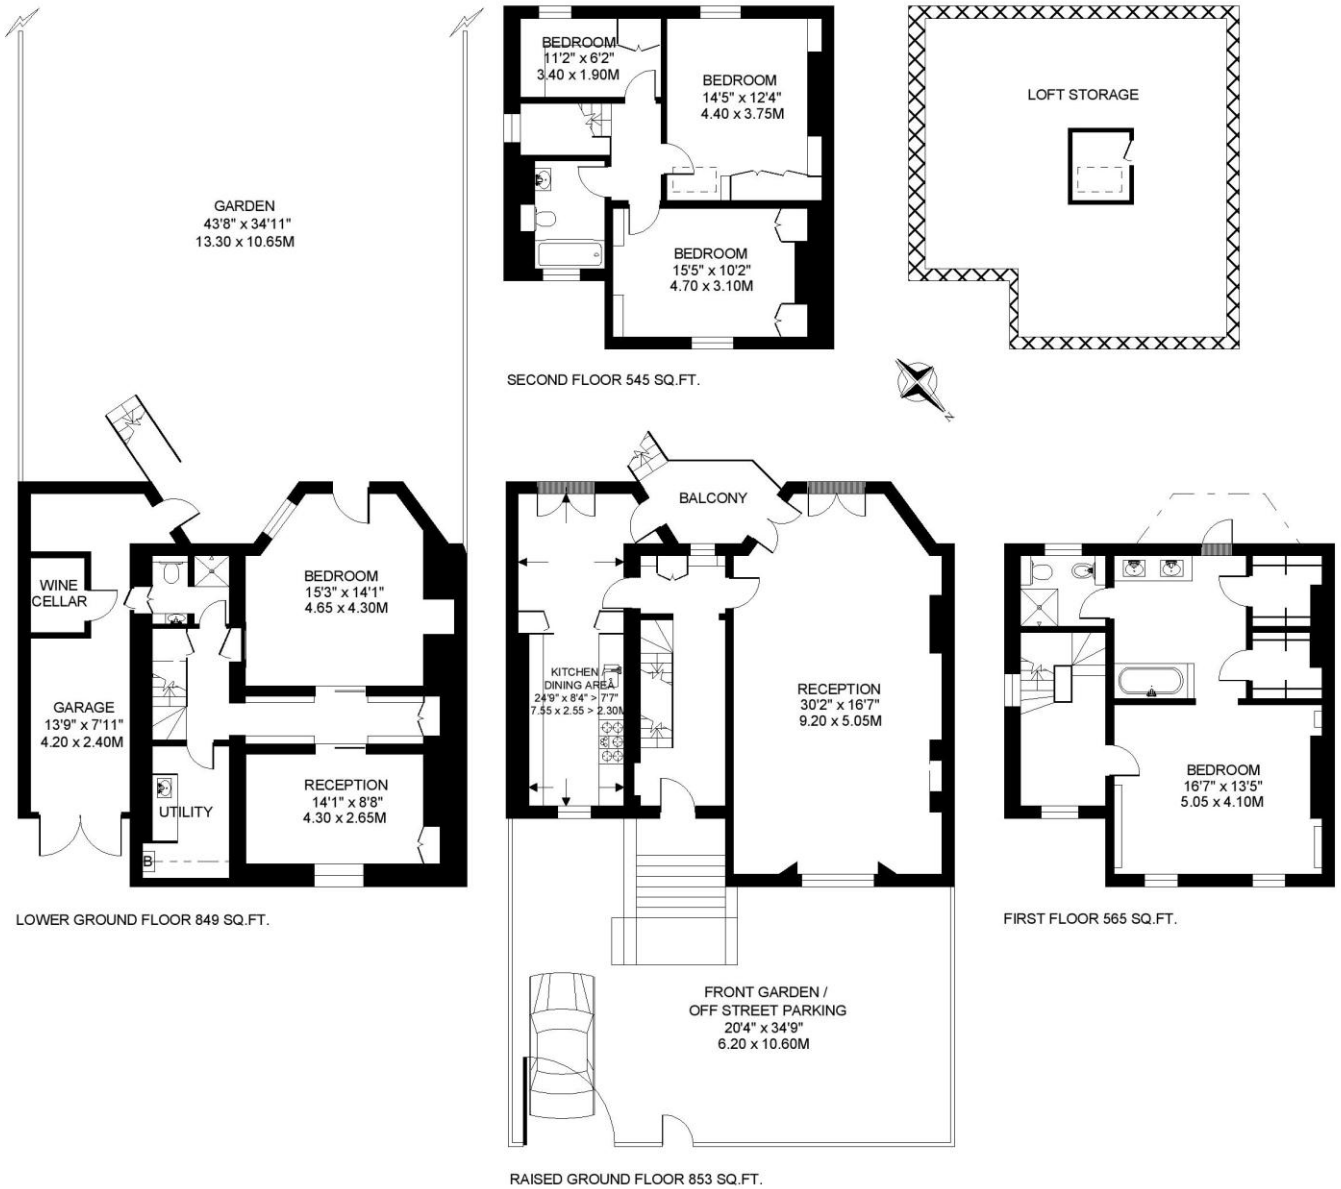 BEDROOM
11'2" x 6'2"
3.40 x 1.90M
BEDROOM
14'5" x 12'4"
4.40 x 3.75M
LOFT STORAGE
GARDEN
43'8" x 34'11"
13.30 x 10.65M
BEDROOM
15'5" x 10'2"
4.70 x 3.10M
SECOND FLOOR 545 SQ.FT.
N
BALCONY
WINE
CELLAR
BEDROOM
15'3" x 14'1"
4.65 x 4.30M
GARAGE
13'9" x 7'11"
4.20 x 2.40M
RECEPTION
14'1" x 8'8"
4.30 x 2.65M
UTILITY
B
LOWER GROUND FLOOR 849 SQ.FT.
KITCHEN /
DINING AREA
24'9" x 8'4" > 7'7"
7.55 x 2.55 > 2.30M
RECEPTION
30'2" x 16'7"
9.20 x 5.05M
BEDROOM
16'7" x 13'5"
5.05 x 4.10M
FIRST FLOOR 565 SQ.FT.
FRONT GARDEN /
OFF STREET PARKING
20'4" x 34'9"
6.20 x 10.60M
RAISED GROUND FLOOR 853 SQ.FT.